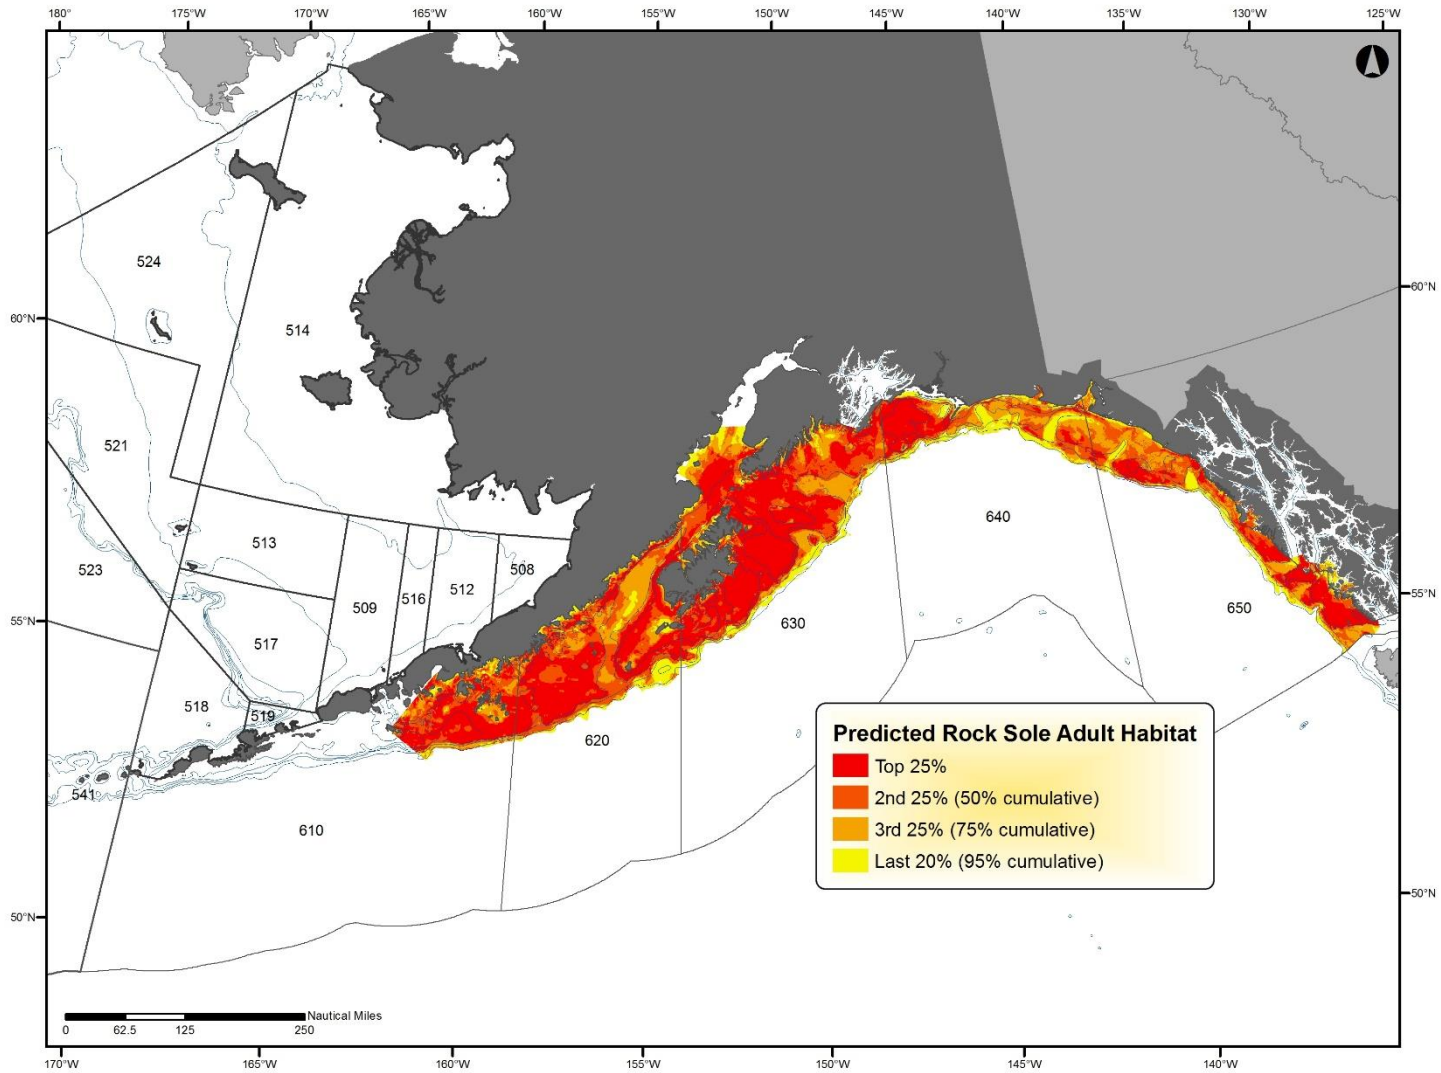 180° 175°W 170°W 165°W 160°W 155°W 150°W 145°W 140°W 135°W 130°W 125°W
524
60°N
60°N
514
521
640
513
523
508
512
516
509
55°N
55°N
650
630
517
518
519
620
541
610
Predicted Rock Sole Adult Habitat
Top 25%
2nd 25% (50% cumulative)
3rd 25% (75% cumulative)
Last 20% (95% cumulative)
50°N
50°N
Nautical Miles
0 62.5 125 250
170°W 165°W 160°W 155°W 150°W 145°W 140°W